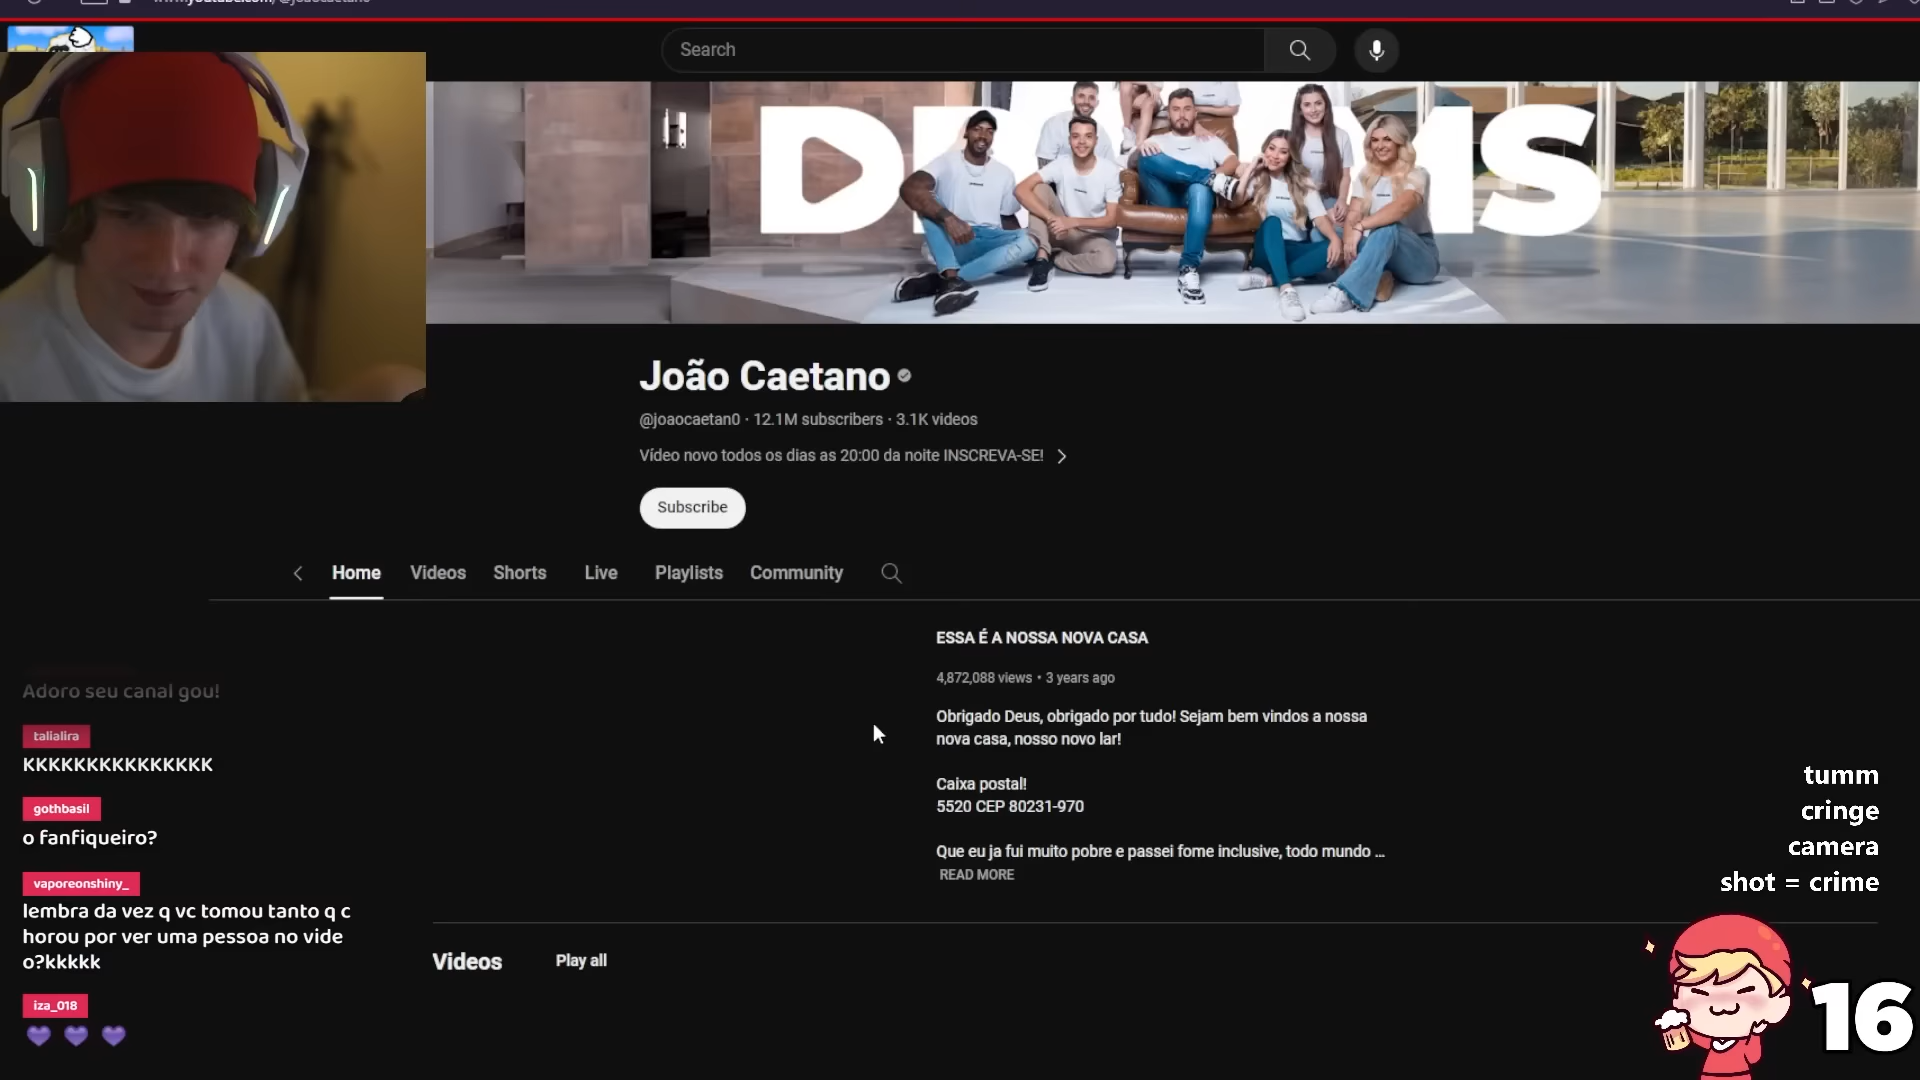 Search
João Caetano
@joaocaetan0 · 12.1M subscribers · 3.1K videos
Vídeo novo todos os dias as 20:00 da noite INSCREVA-SE!
Subscribe
Home Videos Shorts Live Playlists Community
ESSA É A NOSSA NOVA CASA
4,872,088 views • 3 years ago
Obrigado Deus, obrigado por tudo! Sejam bem vindos a nossa
nova casa, nosso novo lar!
Caixa postal!
5520 CEP 80231-970
Que eu ja fui muito pobre e passei fome inclusive, todo mundo ...
READ MORE
Videos Play all
Adoro seu canal gou!
talialira
KKKKKKKKKKKKKKK
gothbasil
o fanfiqueiro?
vaporeonshiny_
lembra da vez q vc tomou tanto q c
horou por ver uma pessoa no vide
o?kkkkk
iza_018
tumm
cringe
camera
shot = crime
16